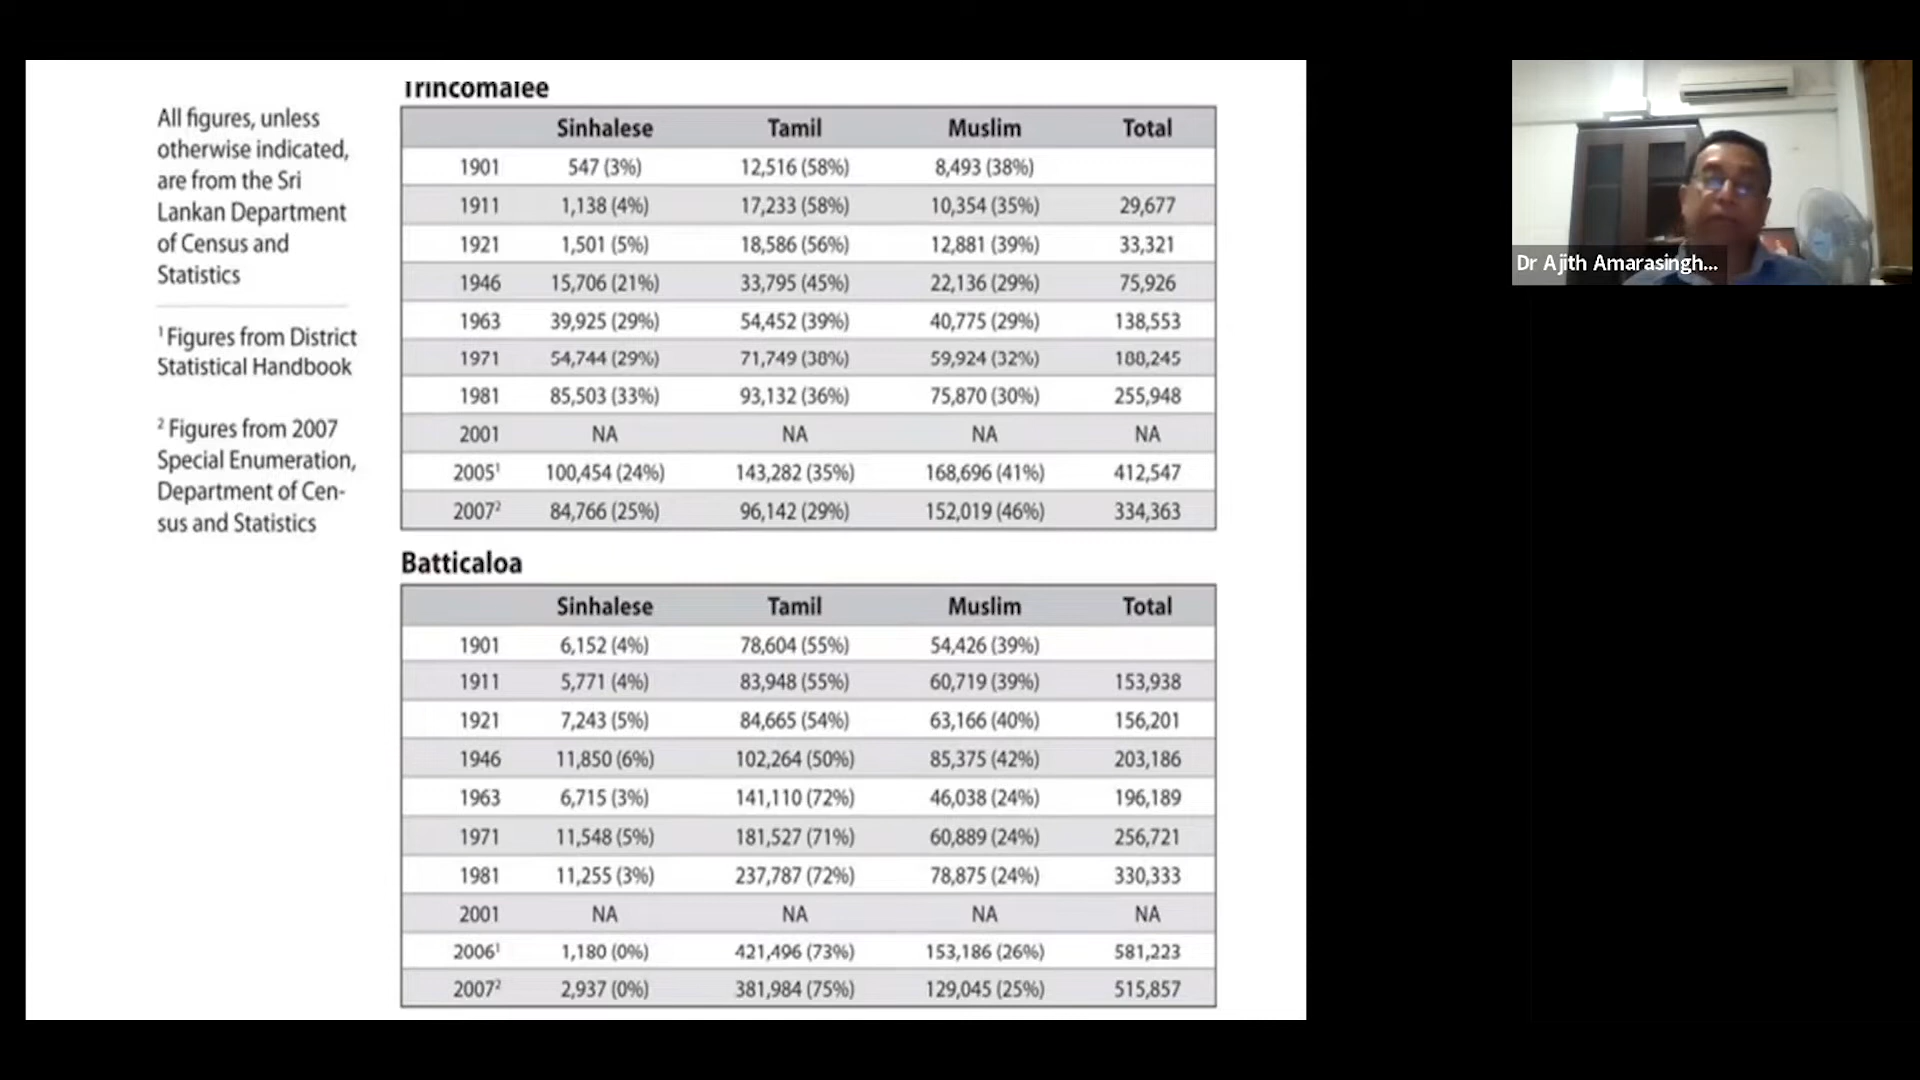 Trincomalee
All figures, unless
otherwise indicated,
are from the Sri
Lankan Department
of Census and
Statistics
¹ Figures from District
Statistical Handbook
² Figures from 2007
Special Enumeration,
Department of Cen-
sus and Statistics
Sinhalese Tamil Muslim Total
1901 547 (3%) 12,516 (58%) 8,493 (38%)
1911 1,138 (4%) 17,233 (58%) 10,354 (35%) 29,677
1921 1,501 (5%) 18,586 (56%) 12,881 (39%) 33,321
1946 15,706 (21%) 33,795 (45%) 22,136 (29%) 75,926
1963 39,925 (29%) 54,452 (39%) 40,775 (29%) 138,553
1971 54,744 (29%) 71,749 (38%) 59,924 (32%) 188,245
1981 85,503 (33%) 93,132 (36%) 75,870 (30%) 255,948
2001 NA NA NA NA
2005¹ 100,454 (24%) 143,282 (35%) 168,696 (41%) 412,547
2007² 84,766 (25%) 96,142 (29%) 152,019 (46%) 334,363
Batticaloa
Sinhalese Tamil Muslim Total
1901 6,152 (4%) 78,604 (55%) 54,426 (39%)
1911 5,771 (4%) 83,948 (55%) 60,719 (39%) 153,938
1921 7,243 (5%) 84,665 (54%) 63,166 (40%) 156,201
1946 11,850 (6%) 102,264 (50%) 85,375 (42%) 203,186
1963 6,715 (3%) 141,110 (72%) 46,038 (24%) 196,189
1971 11,548 (5%) 181,527 (71%) 60,889 (24%) 256,721
1981 11,255 (3%) 237,787 (72%) 78,875 (24%) 330,333
2001 NA NA NA NA
2006¹ 1,180 (0%) 421,496 (73%) 153,186 (26%) 581,223
2007² 2,937 (0%) 381,984 (75%) 129,045 (25%) 515,857
Dr Ajith Amarasingh...